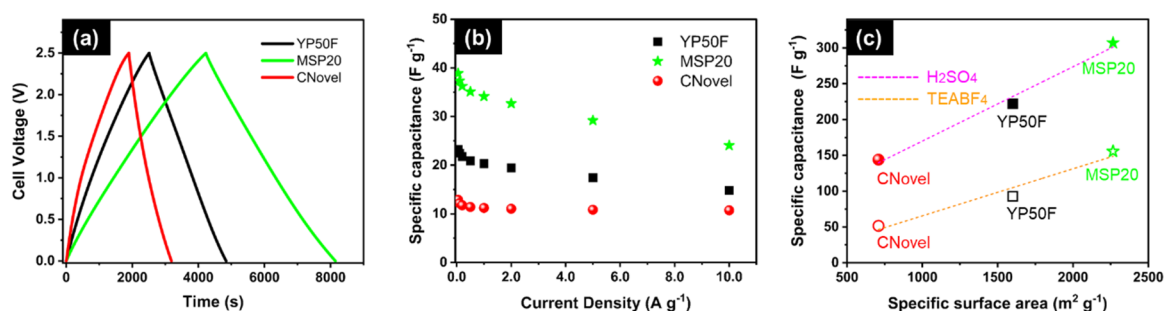 (a)
YP50F
MSP20
CNovel
Cell Voltage (V)
2.5
2.0
1.5
1.0
0.5
0.0
0 2000 4000 6000 8000
Time (s)
(b)
YP50F
MSP20
CNovel
Specific capacitance (F g⁻¹)
50
40
30
20
10
0
0.0 2.0 4.0 6.0 8.0 10.0
Current Density (A g⁻¹)
(c)
H₂SO₄
TEABF₄
MSP20
YP50F
CNovel
MSP20
YP50F
CNovel
Specific capacitance (F g⁻¹)
300
250
200
150
100
50
0
500 1000 1500 2000 2500
Specific surface area (m² g⁻¹)